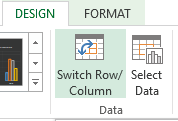 DESIGN FORMAT
Switch Row/ Select
Column Data
Data